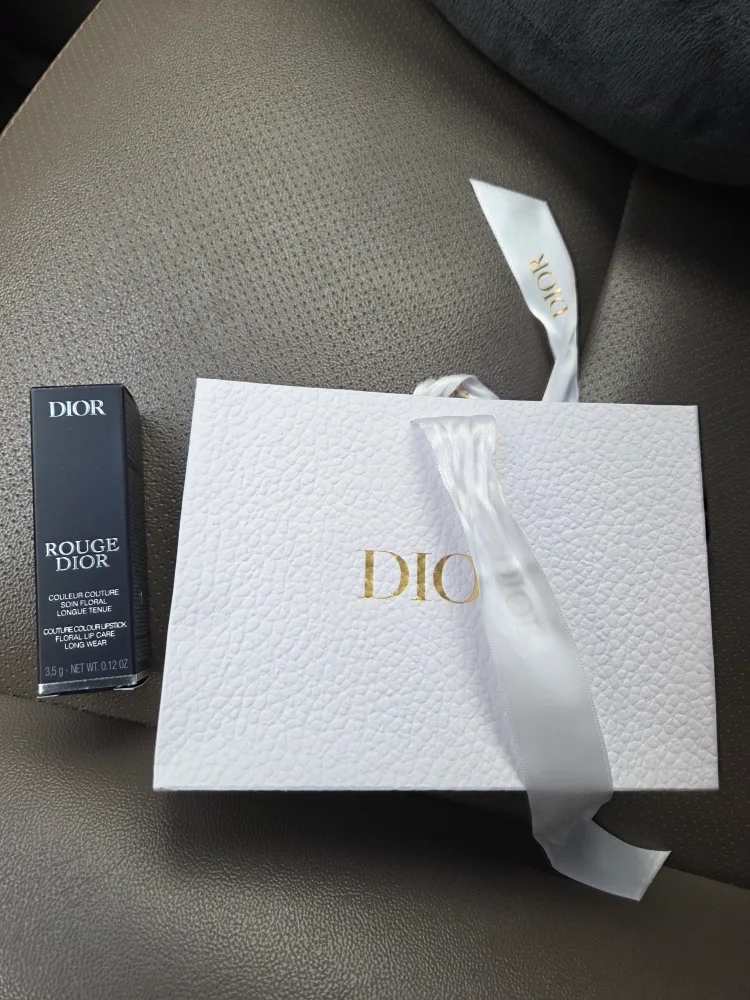 DIOR
ROUGE
DIOR
COULEUR COUTURE
SOIN FLORAL
LONGUE TENUE
COUTURE COLOUR LIPSTICK
FLORAL LIP CARE
LONG WEAR
3,5 g - NET WT. 0.12 OZ
DIO
DIOR